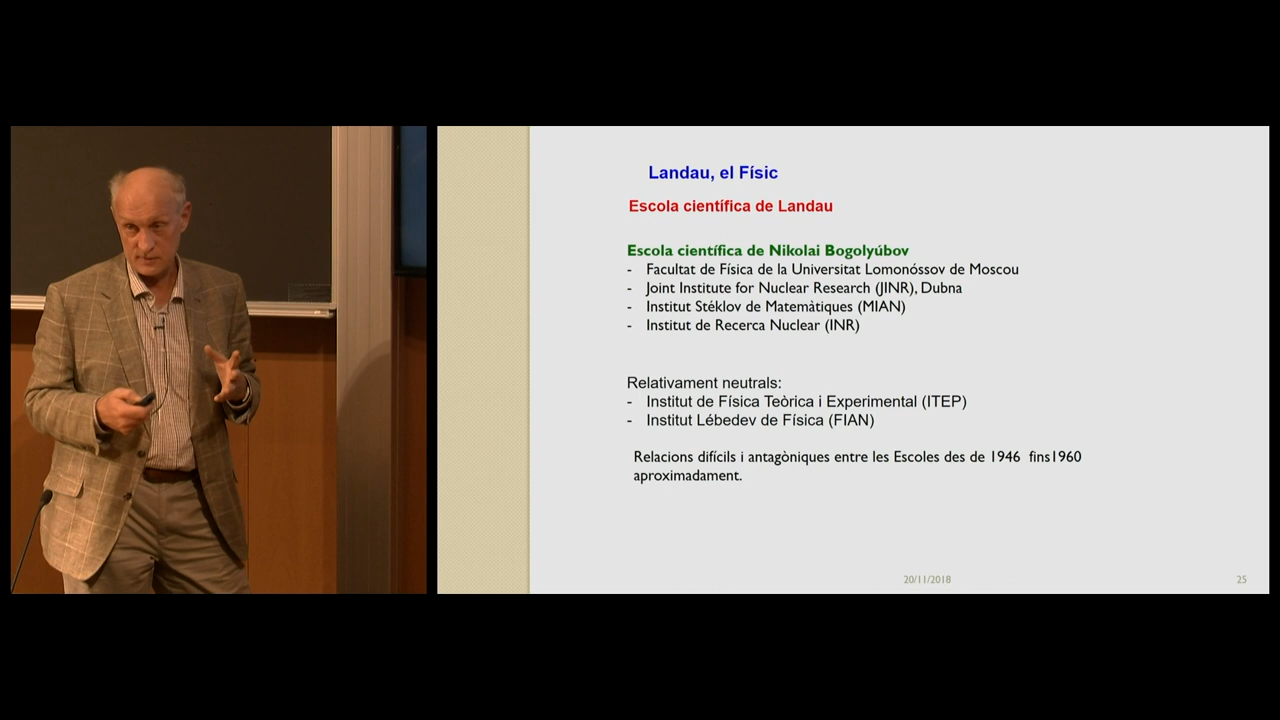 Landau, el Físic
Escola científica de Landau
Escola científica de Nikolai Bogolyúbov
- Facultat de Física de la Universitat Lomonóssov de Moscou
- Joint Institute for Nuclear Research (JINR), Dubna
- Institut Stéklov de Matemàtiques (MIAN)
- Institut de Recerca Nuclear (INR)
Relativament neutrals:
- Institut de Física Teòrica i Experimental (ITEP)
- Institut Lébedev de Física (FIAN)
Relacions difícils i antagòniques entre les Escoles des de 1946 fins1960
aproximadament.
20/11/2018
25